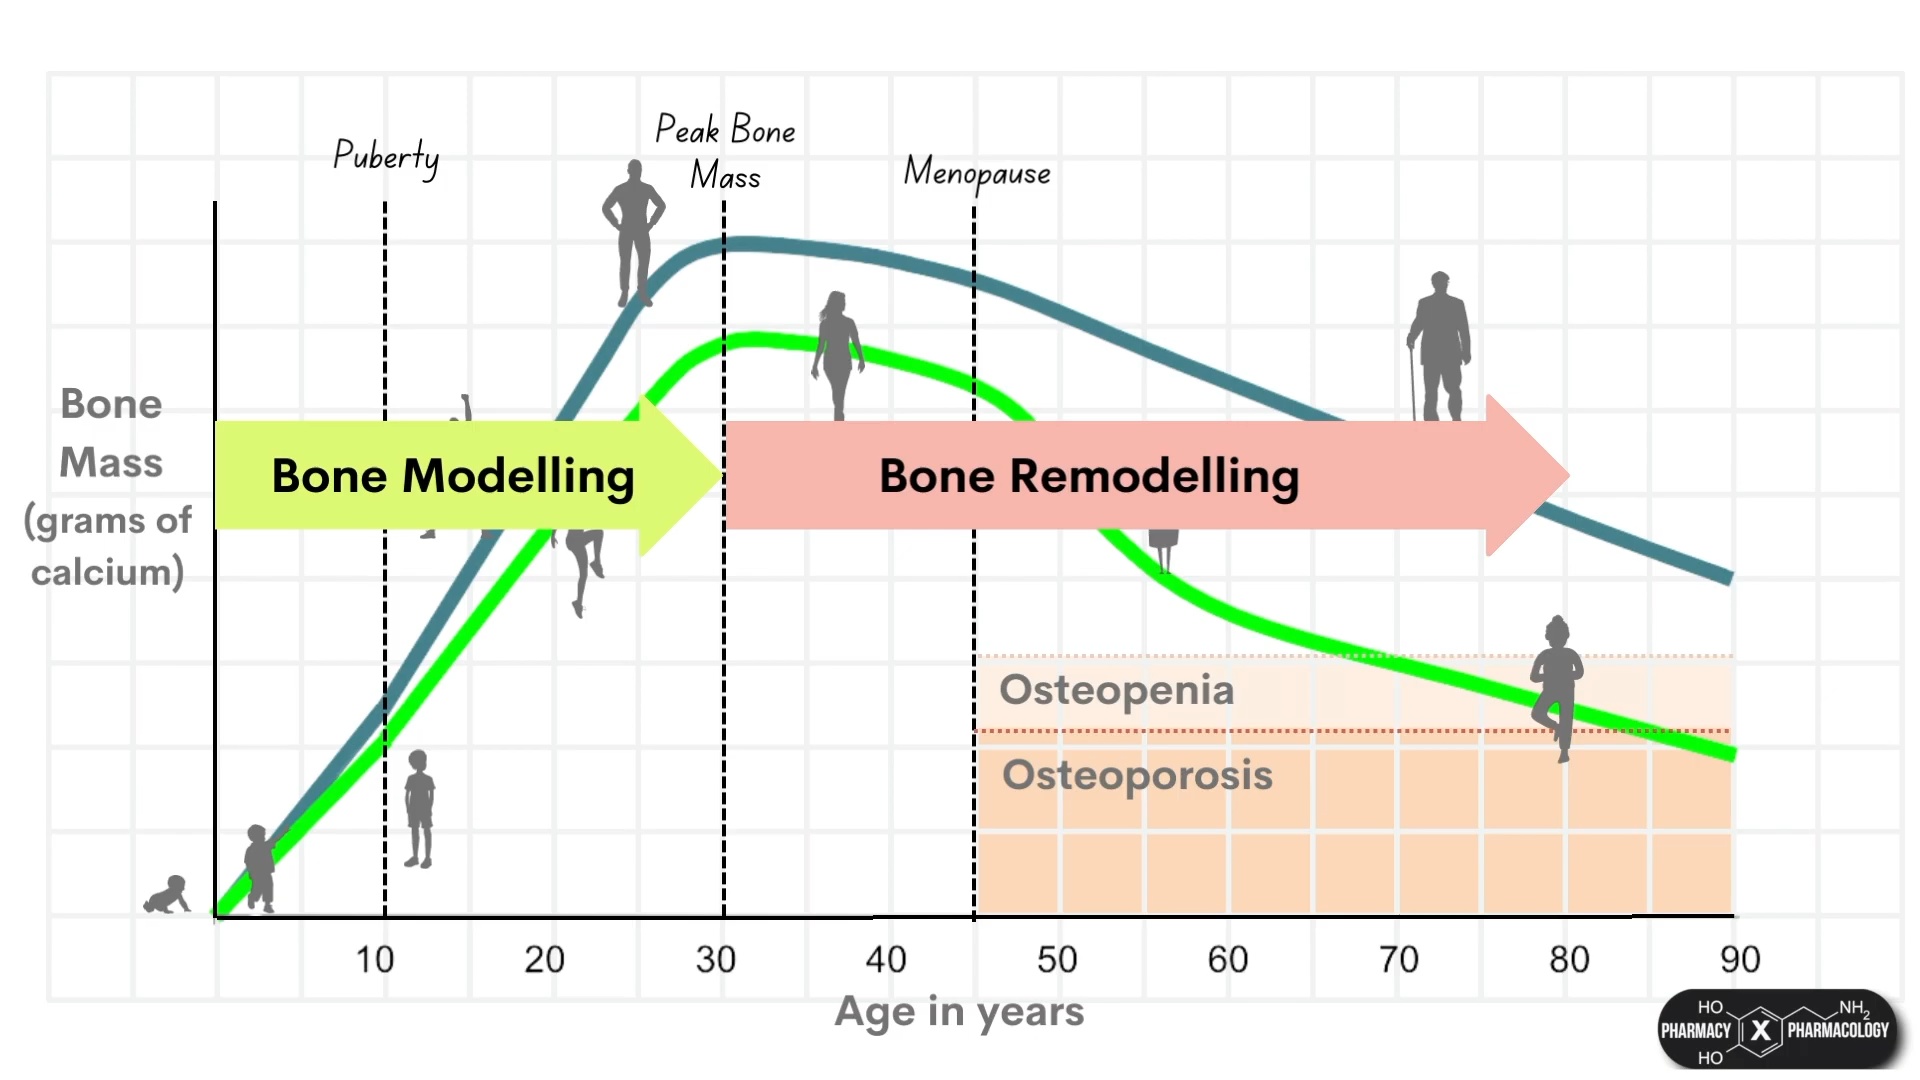 Puberty
Peak Bone
Mass
Menopause
Bone
Mass
(grams of
calcium)
Bone Modelling
Bone Remodelling
Osteopenia
Osteoporosis
10 20 30 40 50 60 70 80 90
Age in years
HO NH2
PHARMACY X PHARMACOLOGY
HO